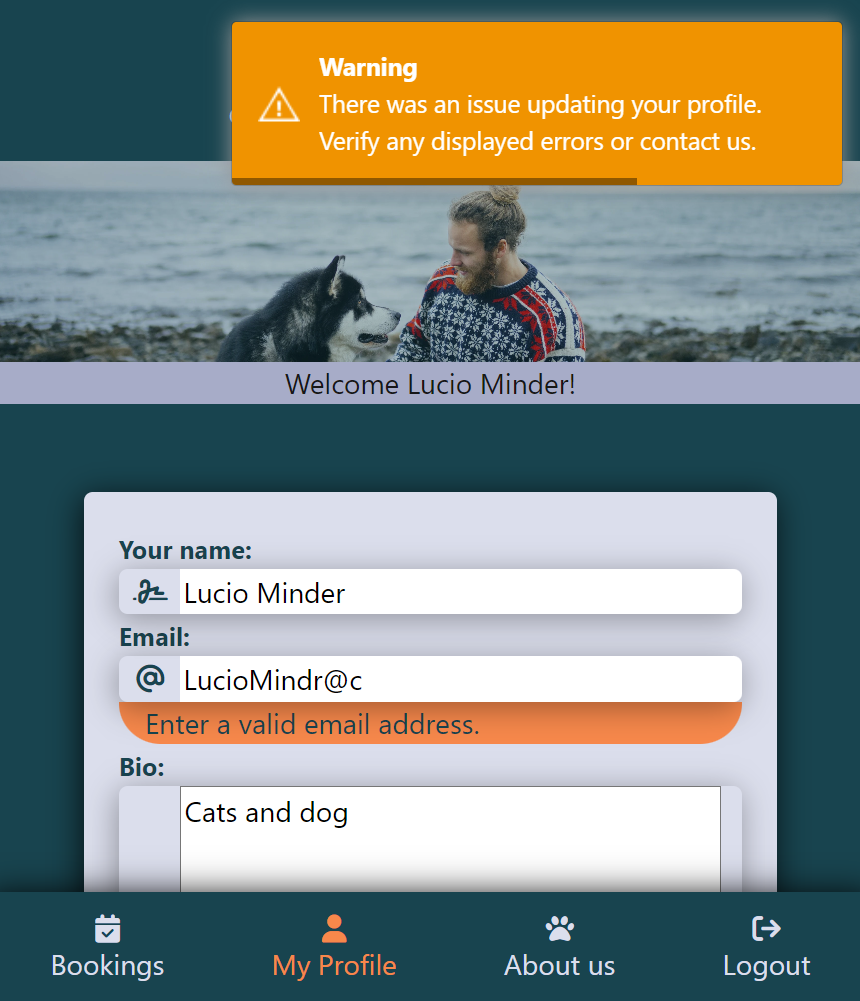 Warning
There was an issue updating your profile.
Verify any displayed errors or contact us.
Welcome Lucio Minder!
Your name:
Lucio Minder
Email:
@ LucioMindr@c
Enter a valid email address.
Bio:
Cats and dog
Bookings
My Profile
About us
Logout